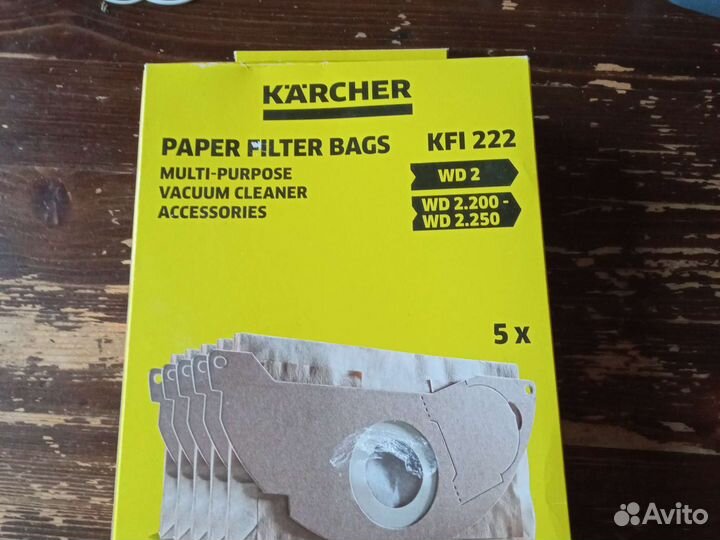 KÄRCHER
PAPER FILTER BAGS
KFI 222
MULTI-PURPOSE
VACUUM CLEANER
ACCESSORIES
WD 2
WD 2.200 -
WD 2.250
5 x
Avito